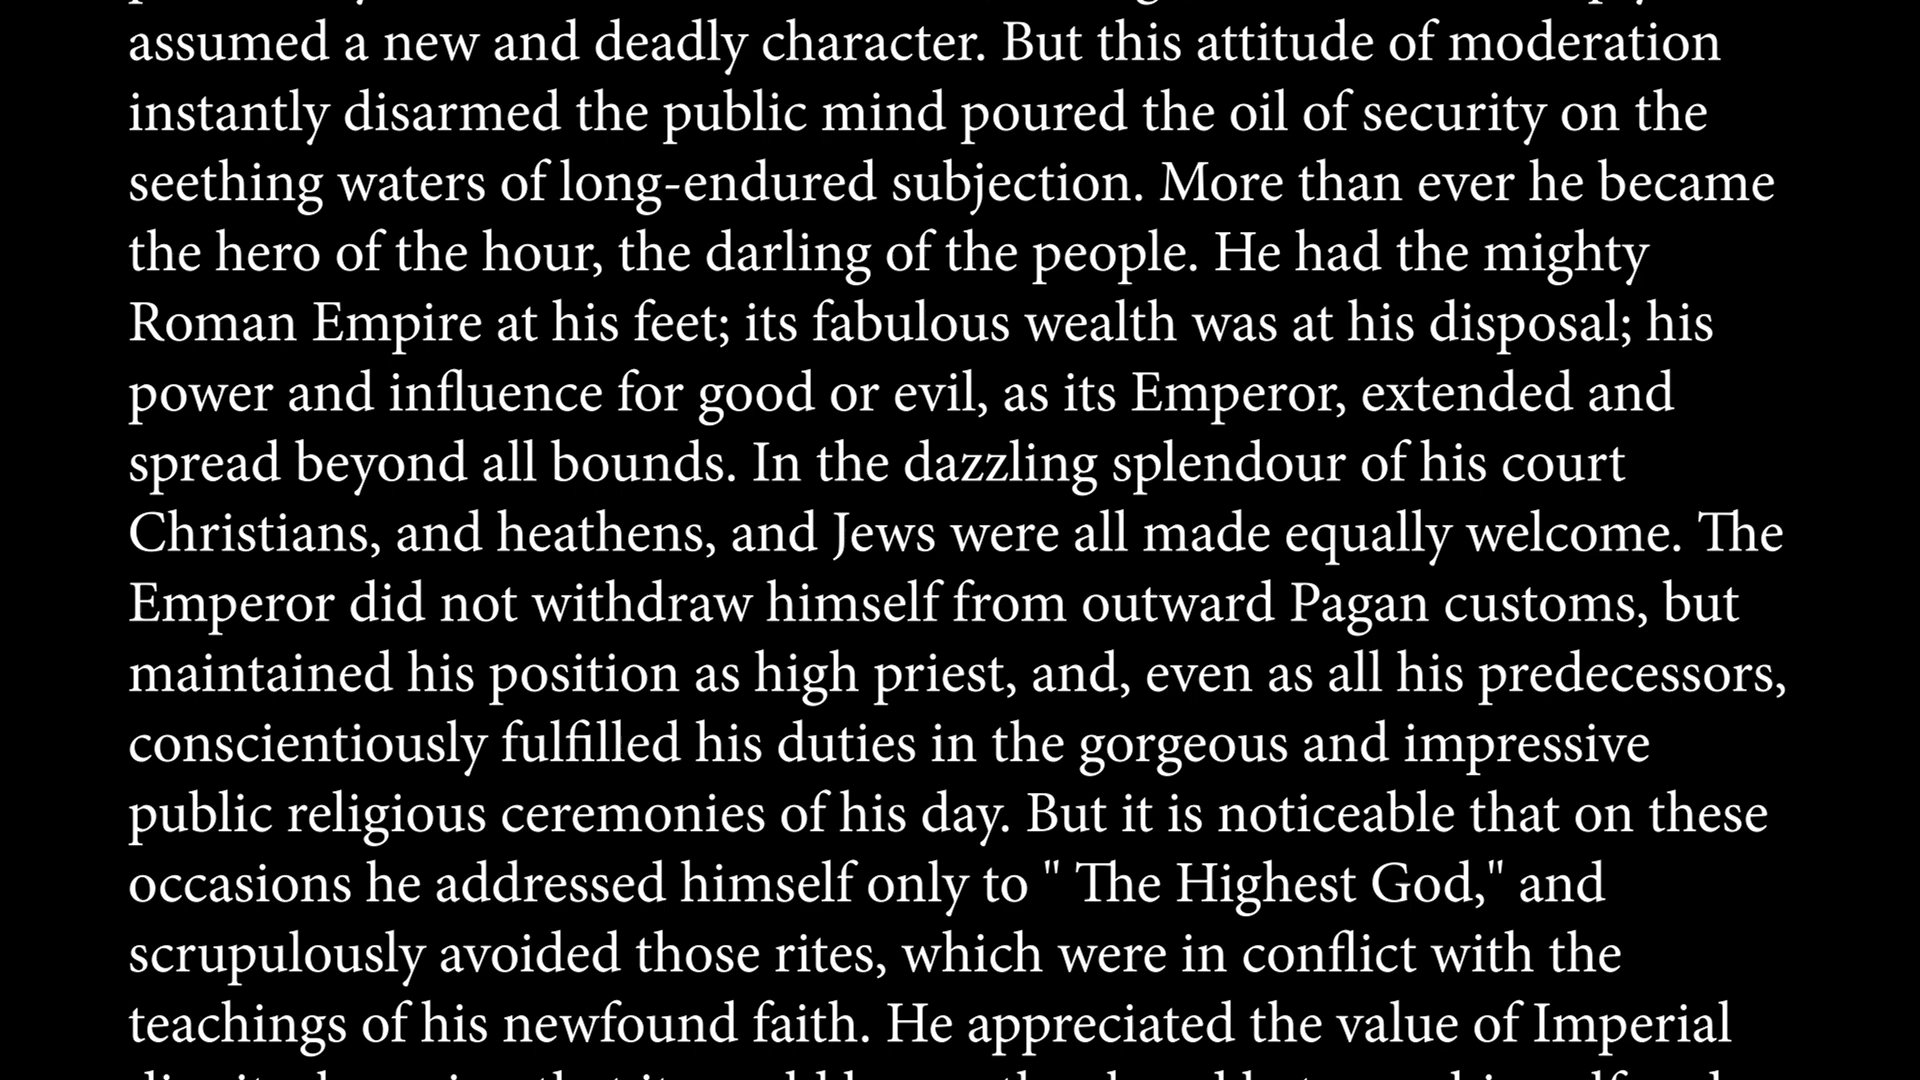 assumed a new and deadly character. But this attitude of moderation
instantly disarmed the public mind poured the oil of security on the
seething waters of long-endured subjection. More than ever he became
the hero of the hour, the darling of the people. He had the mighty
Roman Empire at his feet; its fabulous wealth was at his disposal; his
power and influence for good or evil, as its Emperor, extended and
spread beyond all bounds. In the dazzling splendour of his court
Christians, and heathens, and Jews were all made equally welcome. The
Emperor did not withdraw himself from outward Pagan customs, but
maintained his position as high priest, and, even as all his predecessors,
conscientiously fulfilled his duties in the gorgeous and impressive
public religious ceremonies of his day. But it is noticeable that on these
occasions he addressed himself only to " The Highest God," and
scrupulously avoided those rites, which were in conflict with the
teachings of his newfound faith. He appreciated the value of Imperial